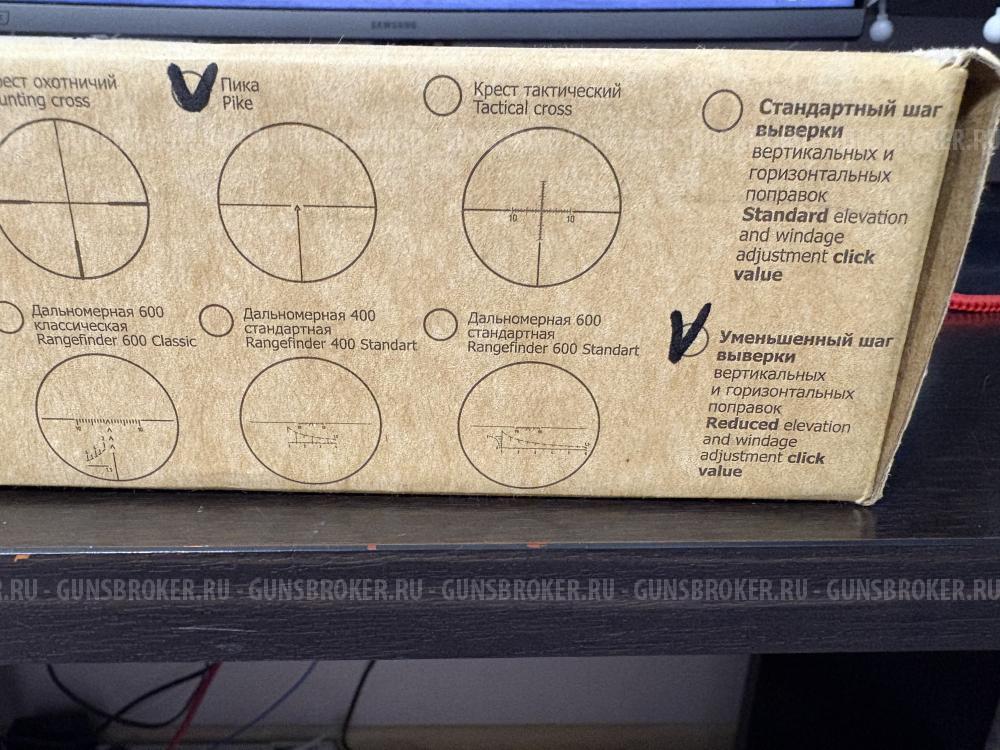 SAMSUNG
охотничий
cross
Пика
Pike
Крест тактический
Tactical cross
10 10
Стандартный шаг
выверки
вертикальных и
горизонтальных
поправок
Standard elevation
and windage
adjustment click
value
Дальномерная 600
классическая
Rangefinder 600 Classic
Дальномерная 400
стандартная
Rangefinder 400 Standart
Дальномерная 600
стандартная
Rangefinder 600 Standart
Уменьшенный шаг
выверки
вертикальных
и горизонтальных
поправок
Reduced elevation
and windage
adjustment click
value
.RU - GUNSBROKER.RU - GUNSBROKER.RU - GUNSBROKER.RU - GUNSBROKER.RU - GUNSBROKER.RU